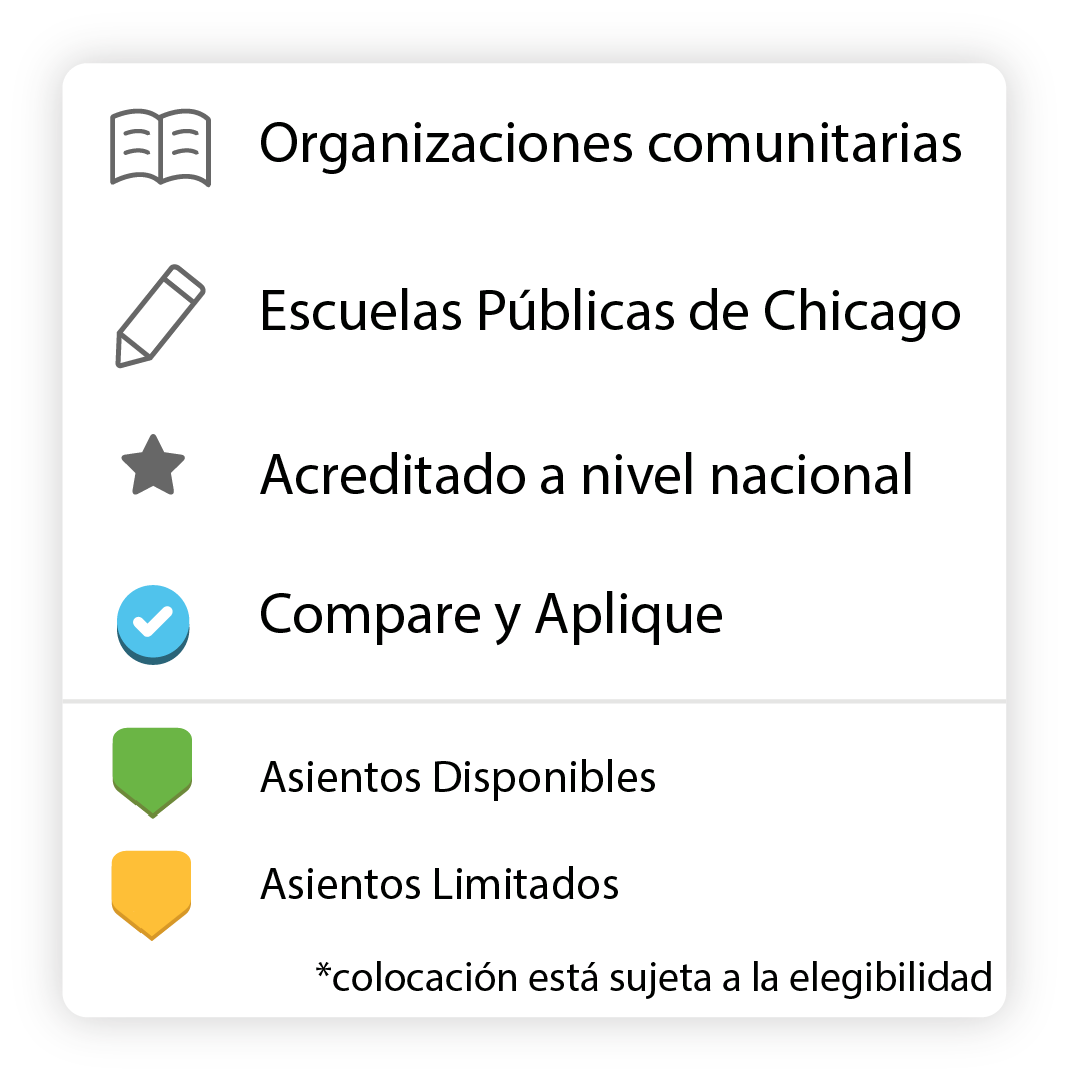 Organizaciones comunitarias
Escuelas Públicas de Chicago
Acreditado a nivel nacional
Compare y Aplique
Asientos Disponibles
Asientos Limitados
*colocación está sujeta a la elegibilidad